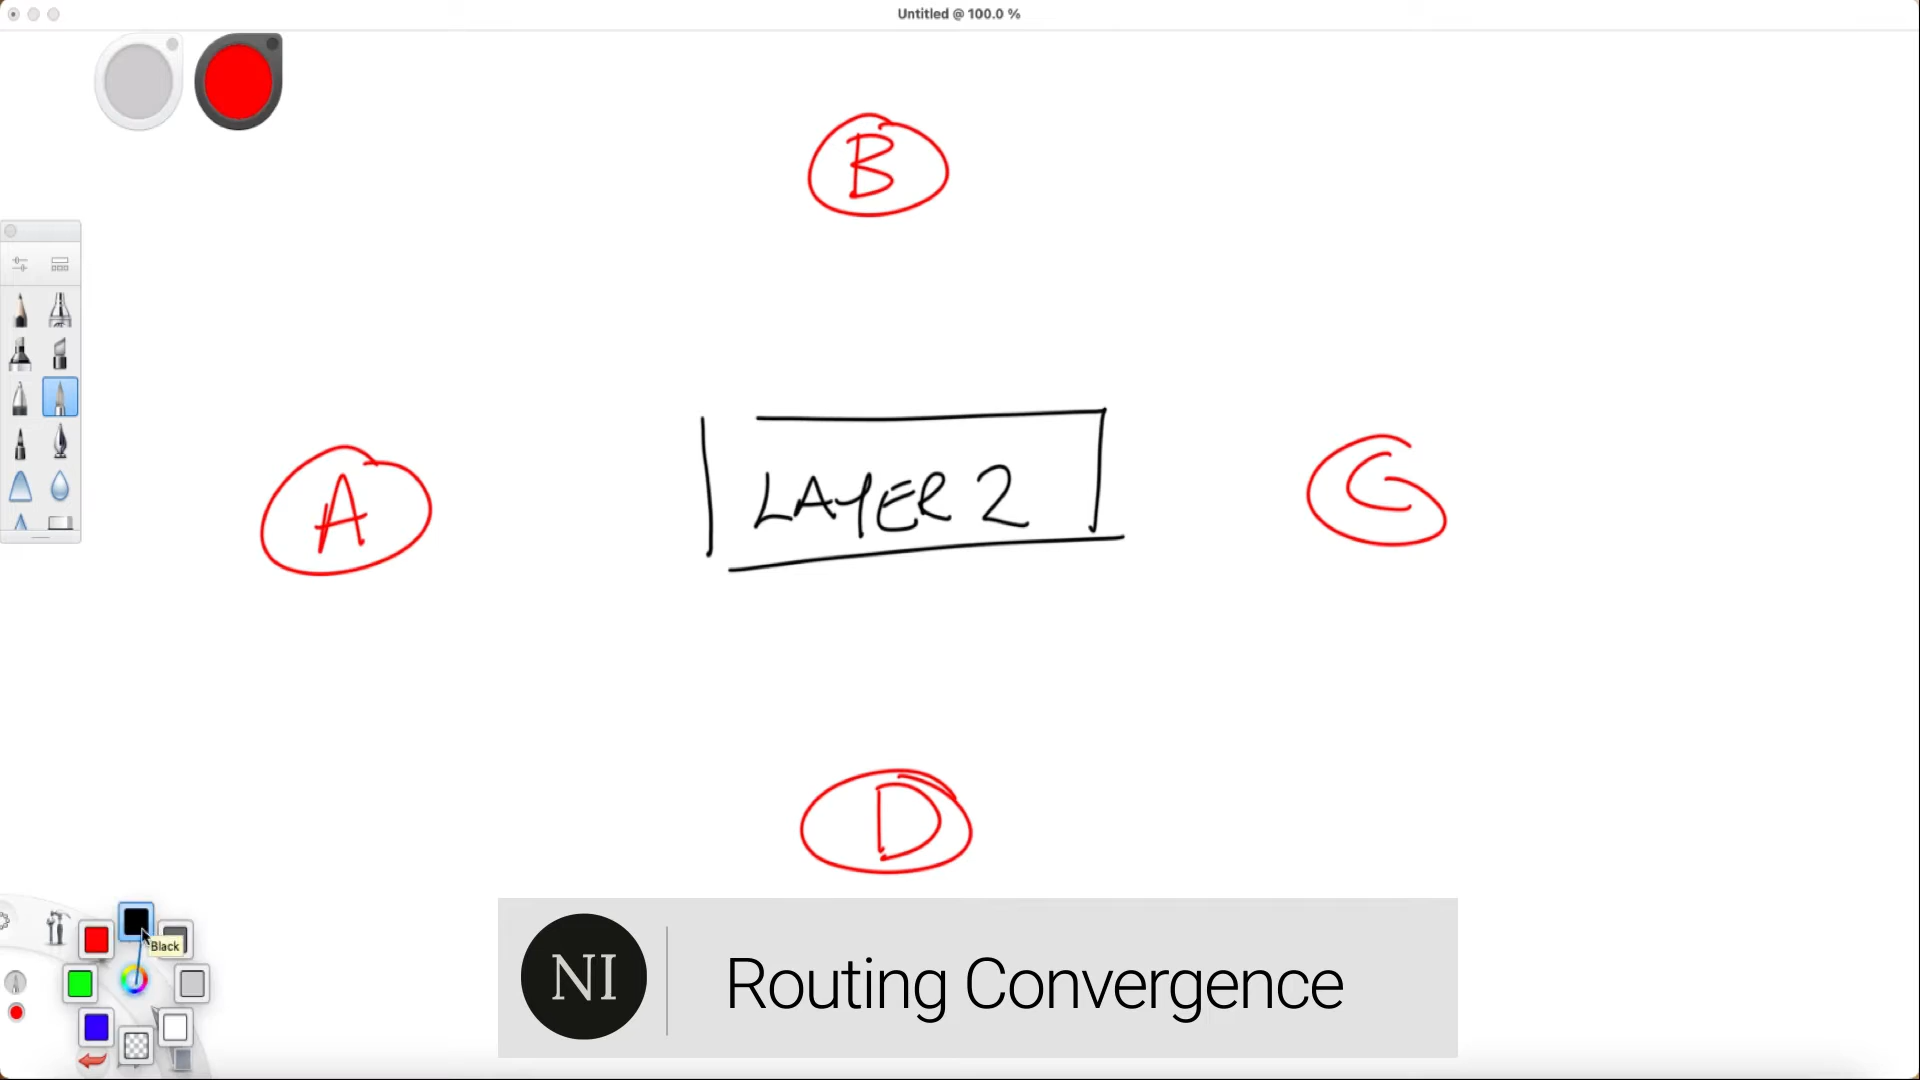 Untitled @ 100.0 %
B
A
LAYER 2
C
D
Black
NI
Routing Convergence